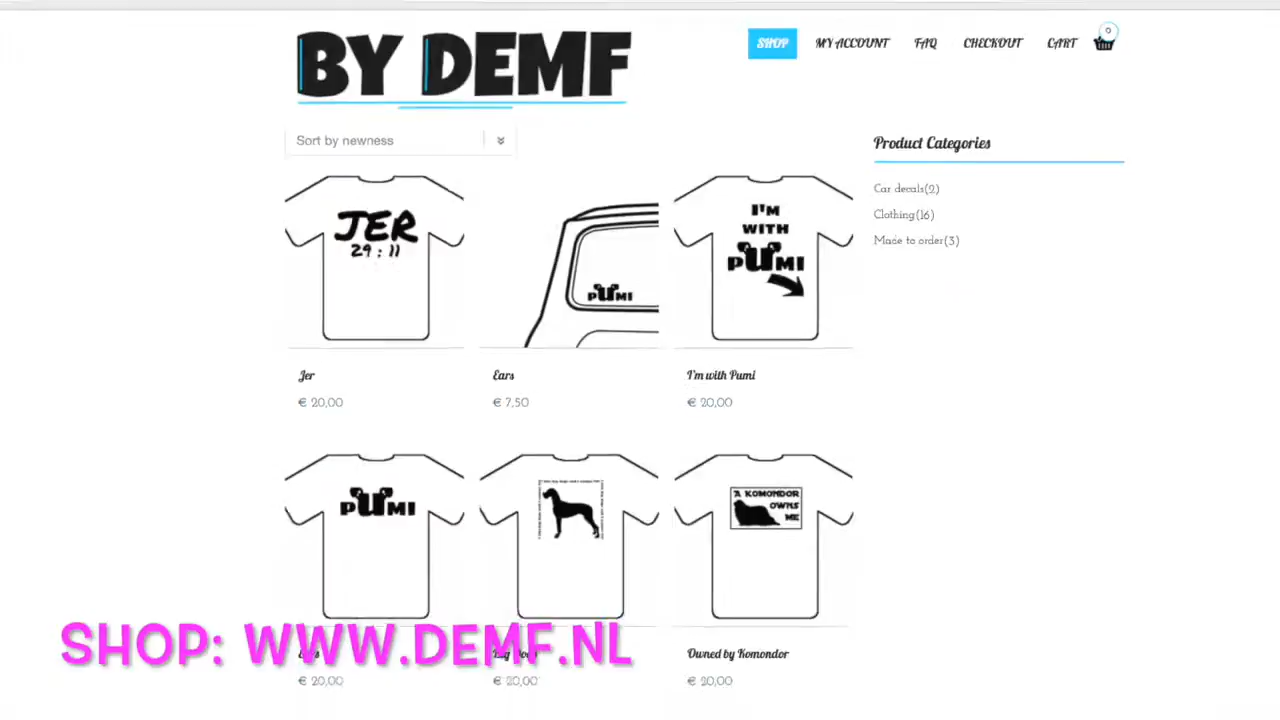 BY DEMF
SHOP
MY ACCOUNT
FAQ
CHECKOUT
CART
0
Sort by newness
Product Categories
Car decals(2)
Clothing(16)
Made to order(3)
JER
29:11
PUMI
I'M
WITH
PUMI
Jer
€ 20,00
Ears
€ 7,50
I'm with Pumi
€ 20,00
PUMI
A KOMONDOR
OWNS
ME
SHOP: WWW.DEMF.NL
€ 20,00
€ 20,00
Owned by Komondor
€ 20,00